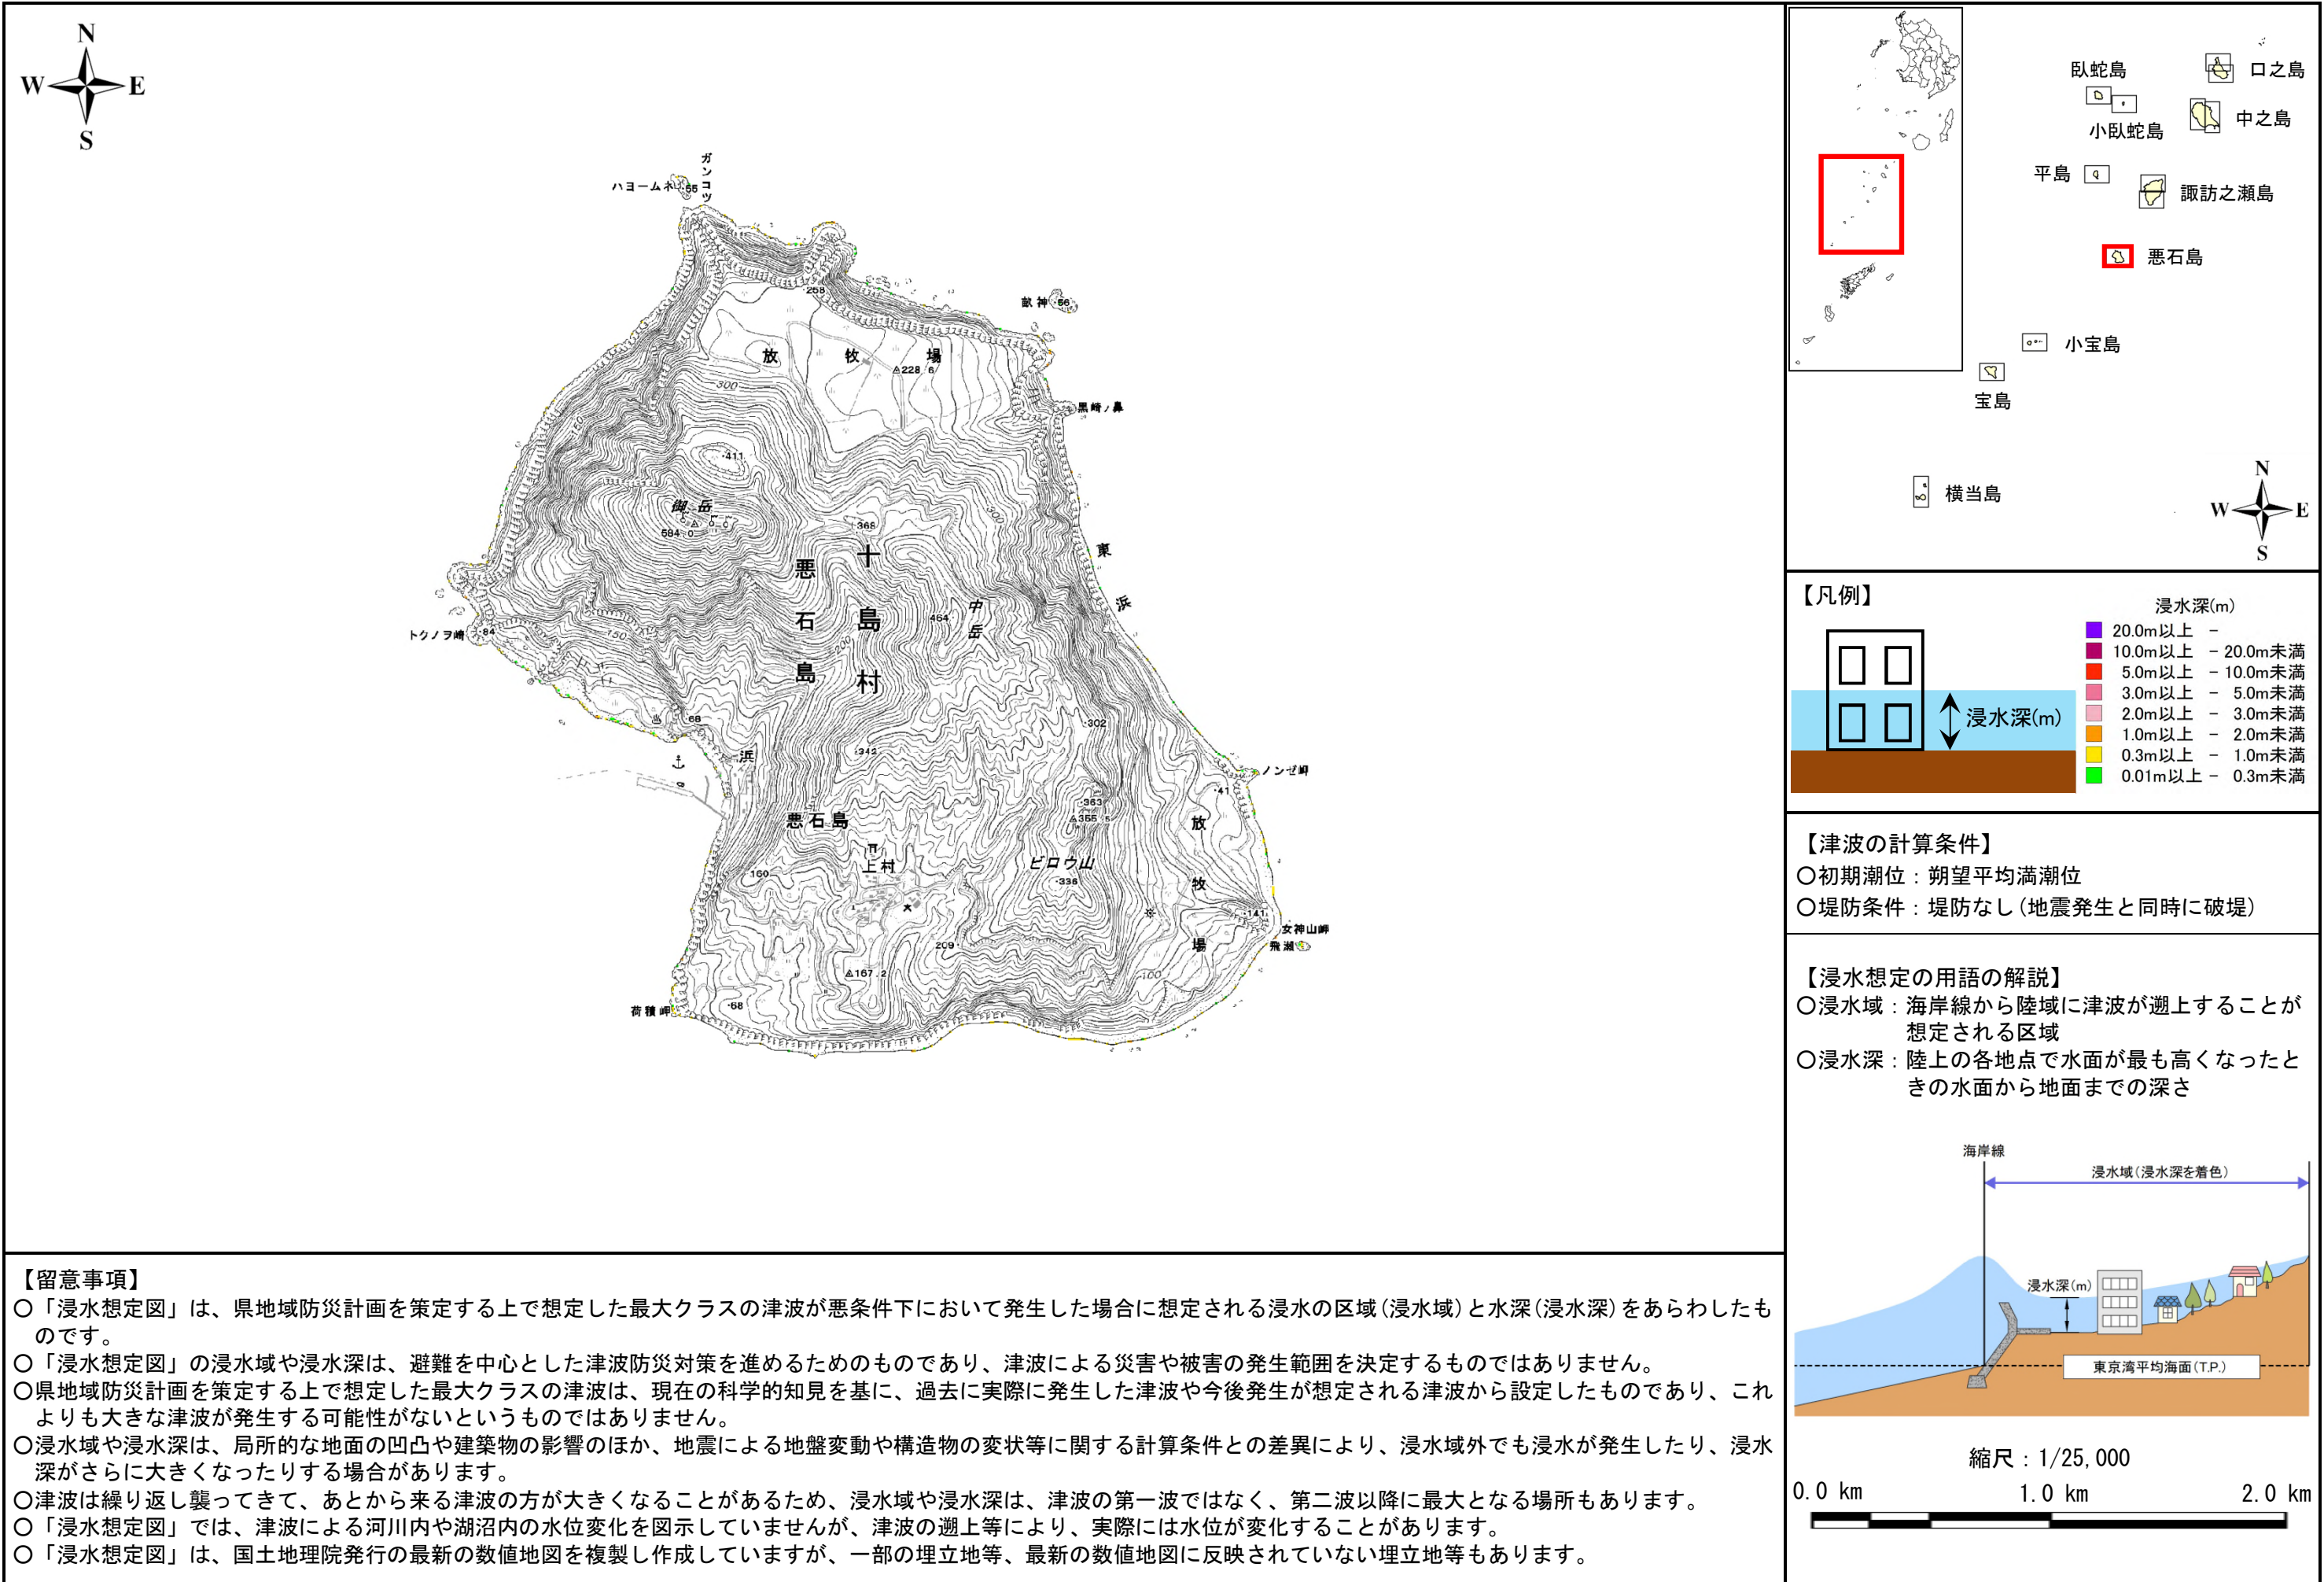 N
W E
S
ガンコツ
ハヨームネ 55
258
畝神 56
放牧場
228.6
300
黒崎ノ鼻
150
411
御岳
584.0
368
300
東浜
悪石島
十島村
464
中岳
トクノヲ崎 84
150
200
68
浜
342
302
ノンゼ岬
41
363
355.5
悪石島
上村
160
ビロウ山
336
放牧場
141
女神山岬
飛瀬
209
167.2
100
荷積岬
68
臥蛇島
口之島
小臥蛇島
中之島
平島
諏訪之瀬島
悪石島
小宝島
宝島
横当島
N
W E
S
【凡例】
浸水深(m)
浸水深(m)
20.0m以上 -
10.0m以上 - 20.0m未満
5.0m以上 - 10.0m未満
3.0m以上 - 5.0m未満
2.0m以上 - 3.0m未満
1.0m以上 - 2.0m未満
0.3m以上 - 1.0m未満
0.01m以上 - 0.3m未満
【津波の計算条件】
○初期潮位：朔望平均満潮位
○堤防条件：堤防なし(地震発生と同時に破堤)
【浸水想定の用語の解説】
○浸水域：海岸線から陸域に津波が遡上することが
想定される区域
○浸水深：陸上の各地点で水面が最も高くなったと
きの水面から地面までの深さ
海岸線
浸水域(浸水深を着色)
浸水深(m)
東京湾平均海面(T.P.)
縮尺：1/25,000
0.0 km 1.0 km 2.0 km
【留意事項】
○「浸水想定図」は、県地域防災計画を策定する上で想定した最大クラスの津波が悪条件下において発生した場合に想定される浸水の区域(浸水域)と水深(浸水深)をあらわしたも
のです。
○「浸水想定図」の浸水域や浸水深は、避難を中心とした津波防災対策を進めるためのものであり、津波による災害や被害の発生範囲を決定するものではありません。
○県地域防災計画を策定する上で想定した最大クラスの津波は、現在の科学的知見を基に、過去に実際に発生した津波や今後発生が想定される津波から設定したものであり、これ
よりも大きな津波が発生する可能性がないというものではありません。
○浸水域や浸水深は、局所的な地面の凹凸や建築物の影響のほか、地震による地盤変動や構造物の変状等に関する計算条件との差異により、浸水域外でも浸水が発生したり、浸水
深がさらに大きくなったりする場合があります。
○津波は繰り返し襲ってきて、あとから来る津波の方が大きくなることがあるため、浸水域や浸水深は、津波の第一波ではなく、第二波以降に最大となる場所もあります。
○「浸水想定図」では、津波による河川内や湖沼内の水位変化を図示していませんが、津波の遡上等により、実際には水位が変化することがあります。
○「浸水想定図」は、国土地理院発行の最新の数値地図を複製し作成していますが、一部の埋立地等、最新の数値地図に反映されていない埋立地等もあります。